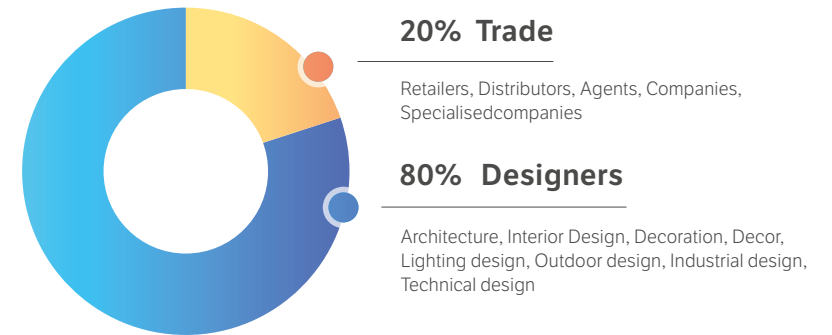 20% Trade
Retailers, Distributors, Agents, Companies,
Specialisedcompanies
80% Designers
Architecture, Interior Design, Decoration, Decor,
Lighting design, Outdoor design, Industrial design,
Technical design